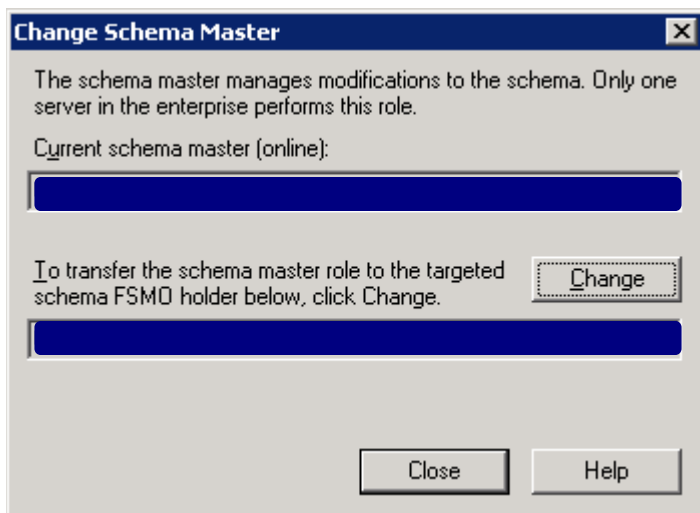 Change Schema Master
The schema master manages modifications to the schema. Only one
server in the enterprise performs this role.
Current schema master (online):
To transfer the schema master role to the targeted
schema FSMO holder below, click Change.
Change
Close
Help